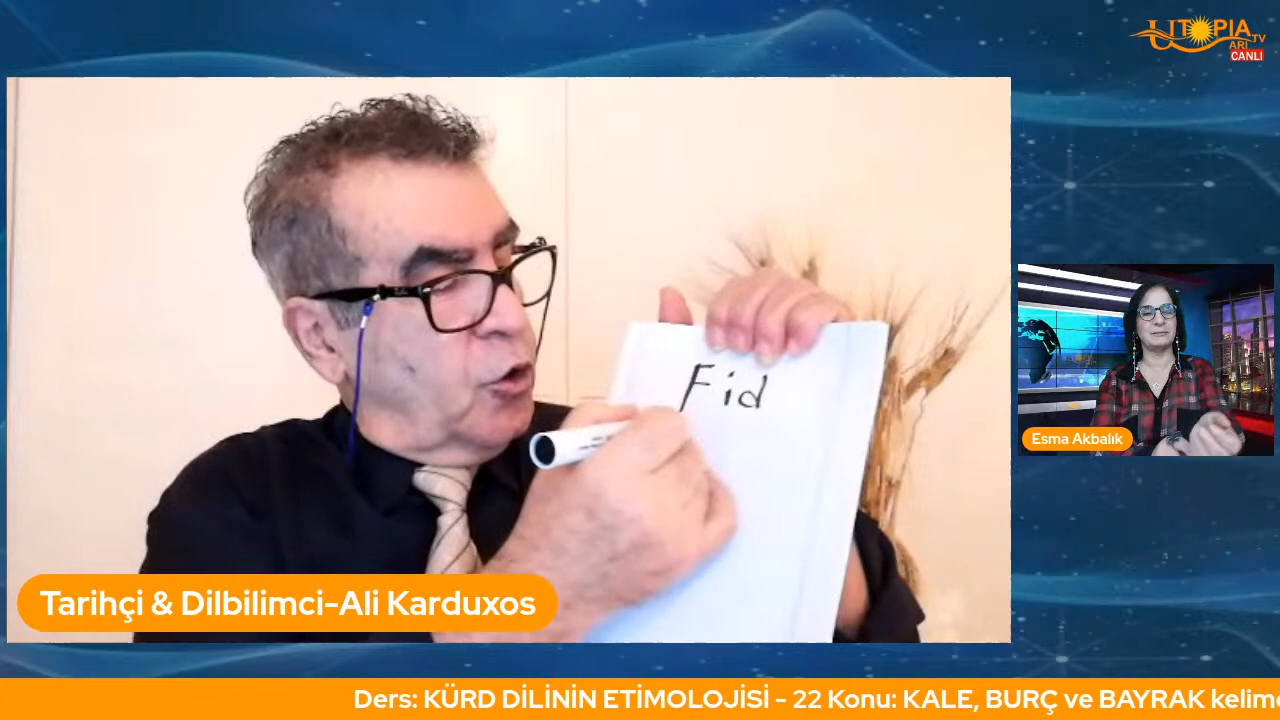 UTOPIA TV
ARİ
CANLI
Fid
Esma Akbalık
Tarihçi & Dilbilimci-Ali Karduxos
Ders: KÜRD DİLİNİN ETİMOLOJİSİ - 22 Konu: KALE, BURÇ ve BAYRAK kelime